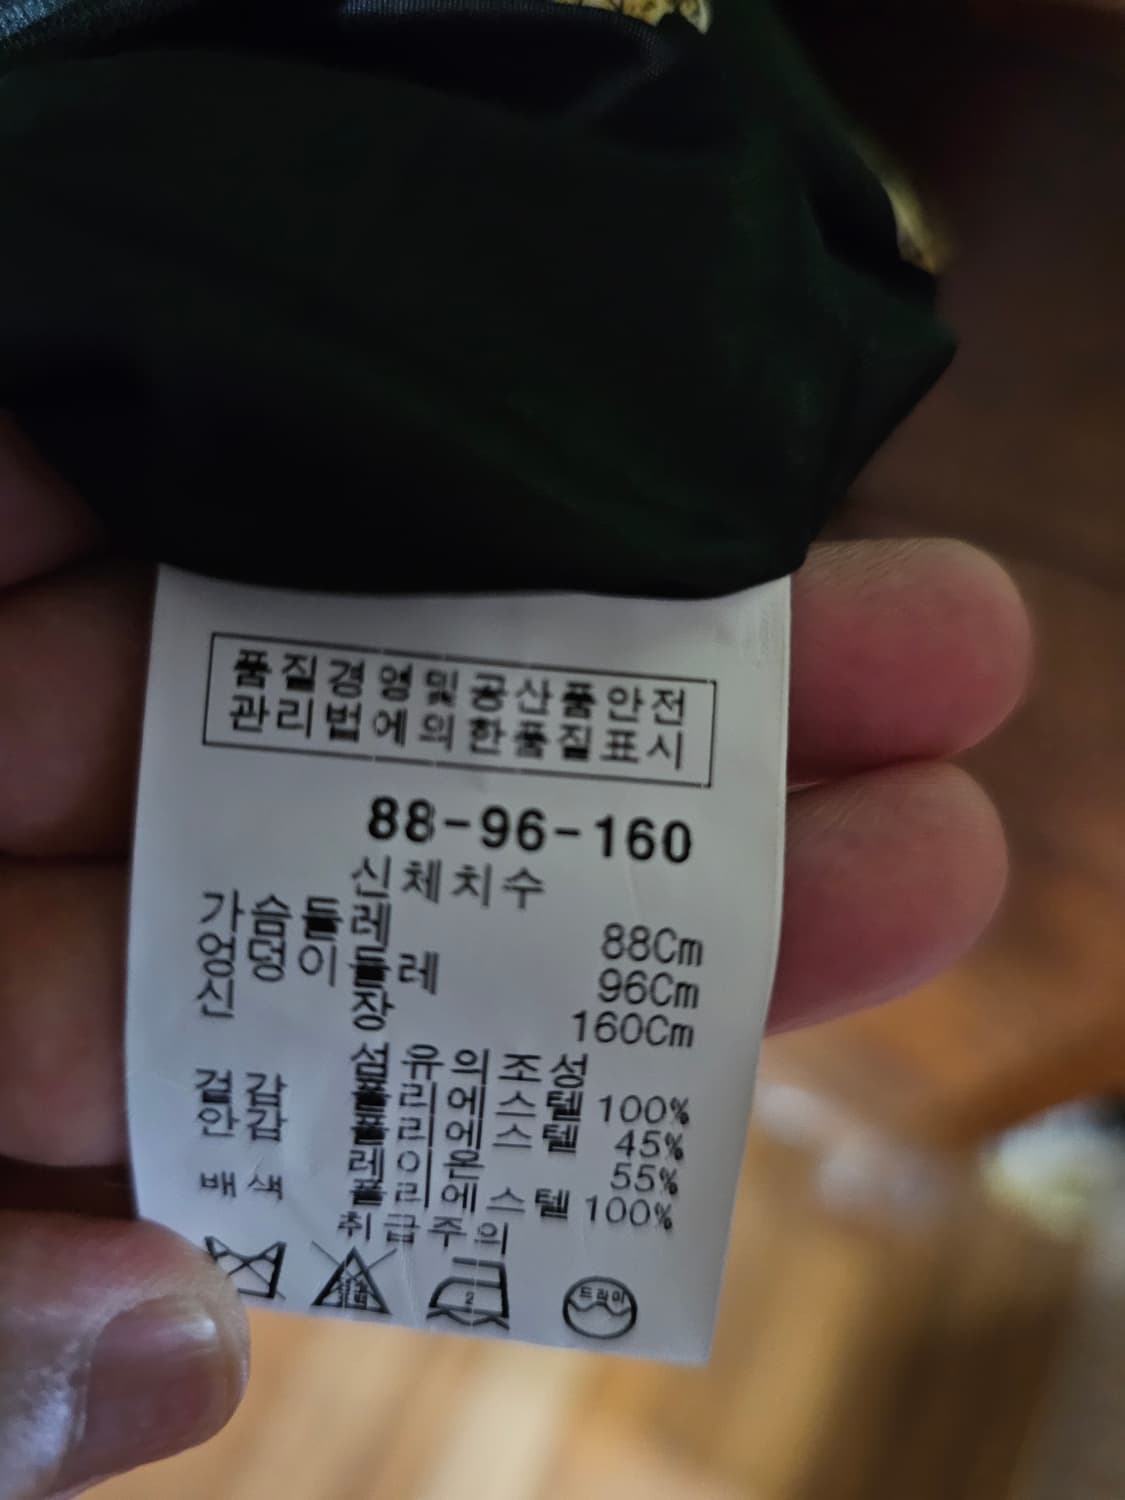 품질경영및공산품안전
관리법에의한품질표시
88-96-160
신체치수
가슴둘레 88Cm
엉덩이둘레 96Cm
신장 160Cm
섬유의조성
겉감 폴리에스텔 100%
안감 폴리에스텔 45%
레이온 55%
배색 폴리에스텔 100%
취급주의
2 드라이